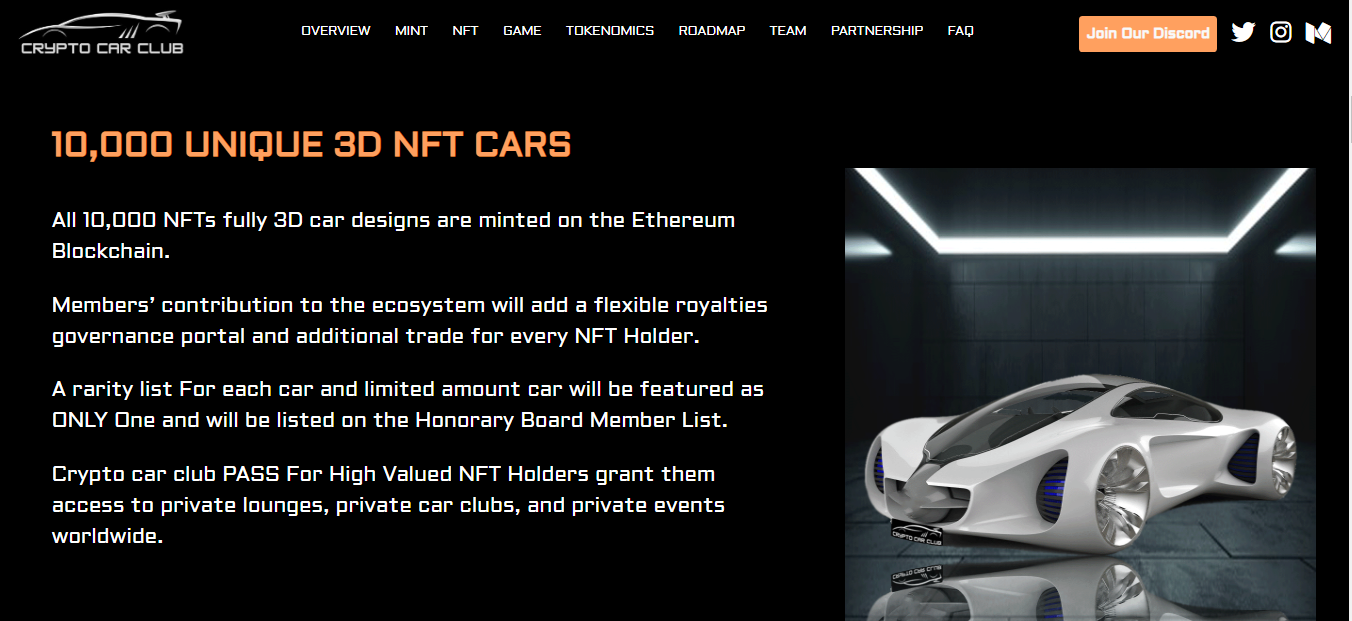 CRYPTO CAR CLUB
OVERVIEW MINT NFT GAME TOKENOMICS ROADMAP TEAM PARTNERSHIP FAQ
Join Our Discord
10,000 UNIQUE 3D NFT CARS
All 10,000 NFTs fully 3D car designs are minted on the Ethereum
Blockchain.
Members’ contribution to the ecosystem will add a flexible royalties
governance portal and additional trade for every NFT Holder.
A rarity list For each car and limited amount car will be featured as
ONLY One and will be listed on the Honorary Board Member List.
Crypto car club PASS For High Valued NFT Holders grant them
access to private lounges, private car clubs, and private events
worldwide.
CRYPTO CAR CLUB